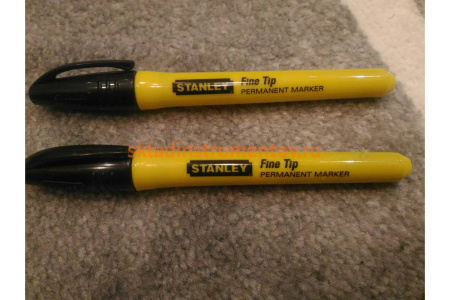 STANLEY
Fine Tip
PERMANENT MARKER
skladinstrumentov.ru
STANLEY
Fine Tip
PERMANENT MARKER